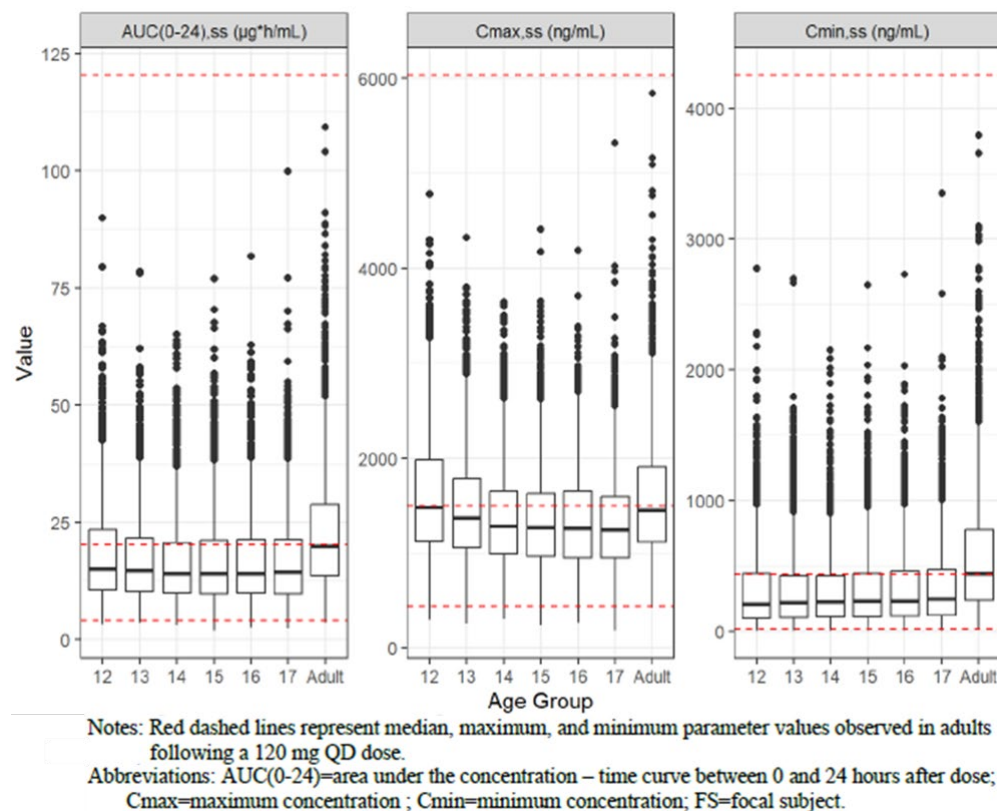 AUC(0-24),ss (µg*h/mL)
Cmax,ss (ng/mL)
Cmin,ss (ng/mL)
Value
125
100
75
50
25
0
6000
4000
2000
0
4000
3000
2000
1000
0
12 13 14 15 16 17 Adult
12 13 14 15 16 17 Adult
12 13 14 15 16 17 Adult
Age Group
Notes: Red dashed lines represent median, maximum, and minimum parameter values observed in adults
following a 120 mg QD dose.
Abbreviations: AUC(0-24)=area under the concentration – time curve between 0 and 24 hours after dose;
Cmax=maximum concentration ; Cmin=minimum concentration; FS=focal subject.